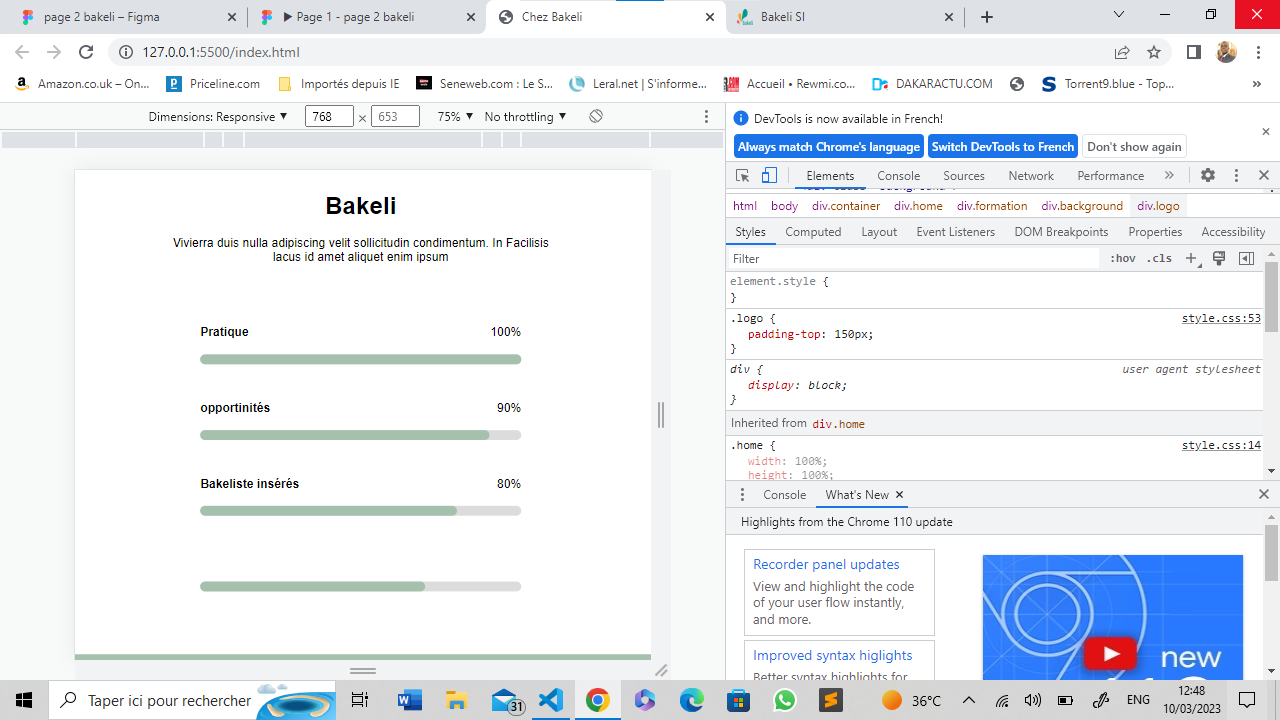 page 2 bakeli – Figma
▶ Page 1 - page 2 bakeli
Chez Bakeli
Bakeli SI
127.0.0.1:5500/index.html
Amazon.co.uk – On...
Priceline.com
Importés depuis IE
Seneweb.com : Le S...
Leral.net | S'informe...
Accueil • Rewmi.co...
DAKARACTU.COM
Torrent9.blue - Top...
»
Dimensions: Responsive ▼
768 × 653
75% ▼
No throttling ▼
Bakeli
Vivierra duis nulla adipiscing velit sollicitudin condimentum. In Facilisis
lacus id amet aliquet enim ipsum
Pratique 100%
opportinités 90%
Bakeliste insérés 80%
DevTools is now available in French!
Always match Chrome's language
Switch DevTools to French
Don't show again
Elements Console Sources Network Performance »
html body div.container div.home div.formation div.background div.logo
Styles Computed Layout Event Listeners DOM Breakpoints Properties Accessibility
Filter :hov .cls
element.style {
}
.logo { style.css:53
padding-top: 150px;
}
div { user agent stylesheet
display: block;
}
Inherited from div.home
.home { style.css:14
width: 100%;
height: 100%;
Console What's New
Highlights from the Chrome 110 update
Recorder panel updates
View and highlight the code
of your user flow instantly,
and more.
Improved syntax higlights
Better syntax highlights for
new
Taper ici pour rechercher
31
36°C
ENG
12:48
10/03/2023